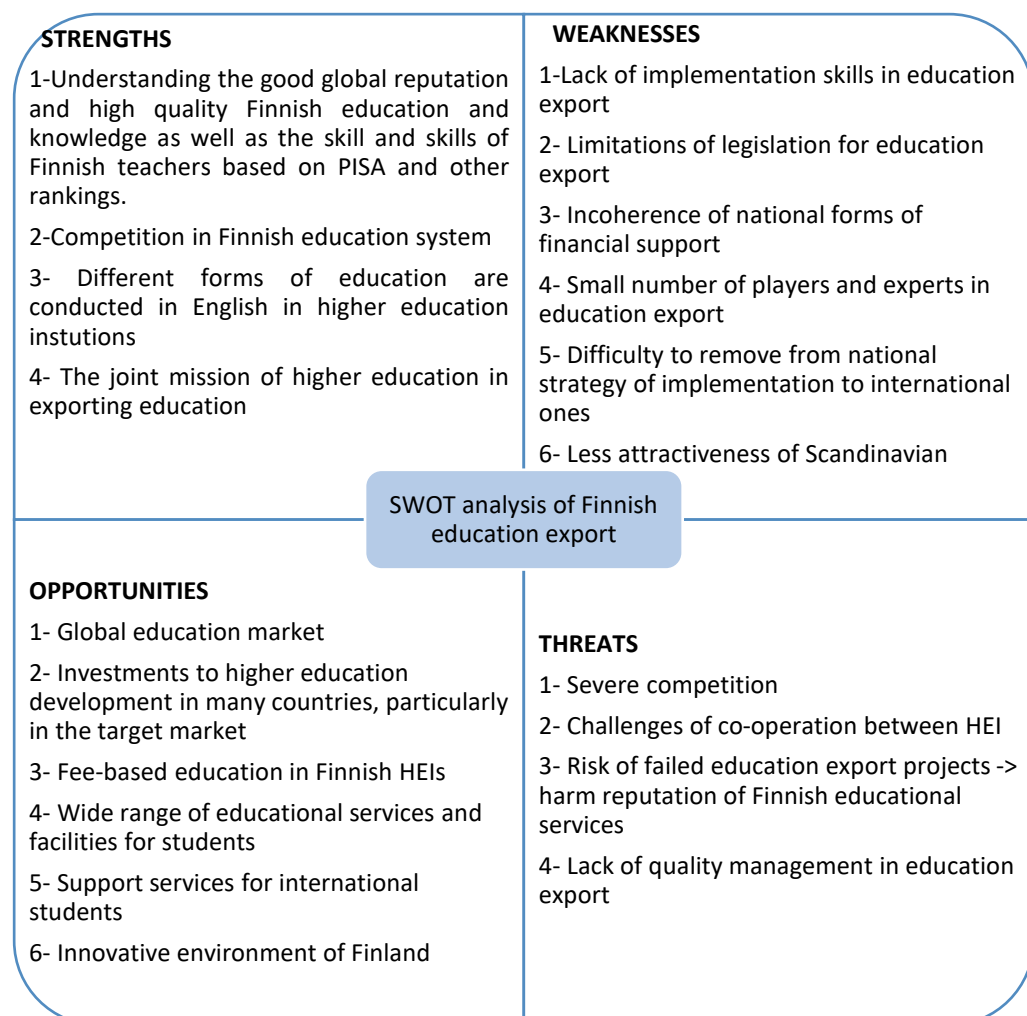 STRENGTHS
1-Understanding the good global reputation
and high quality Finnish education and
knowledge as well as the skill and skills of
Finnish teachers based on PISA and other
rankings.
2-Competition in Finnish education system
3- Different forms of education are
conducted in English in higher education
instutions
4- The joint mission of higher education in
exporting education
WEAKNESSES
1-Lack of implementation skills in education
export
2- Limitations of legislation for education
export
3- Incoherence of national forms of
financial support
4- Small number of players and experts in
education export
5- Difficulty to remove from national
strategy of implementation to international
ones
6- Less attractiveness of Scandinavian
SWOT analysis of Finnish
education export
OPPORTUNITIES
1- Global education market
2- Investments to higher education
development in many countries, particularly
in the target market
3- Fee-based education in Finnish HEIs
4- Wide range of educational services and
facilities for students
5- Support services for international
students
6- Innovative environment of Finland
THREATS
1- Severe competition
2- Challenges of co-operation between HEI
3- Risk of failed education export projects ->
harm reputation of Finnish educational
services
4- Lack of quality management in education
export